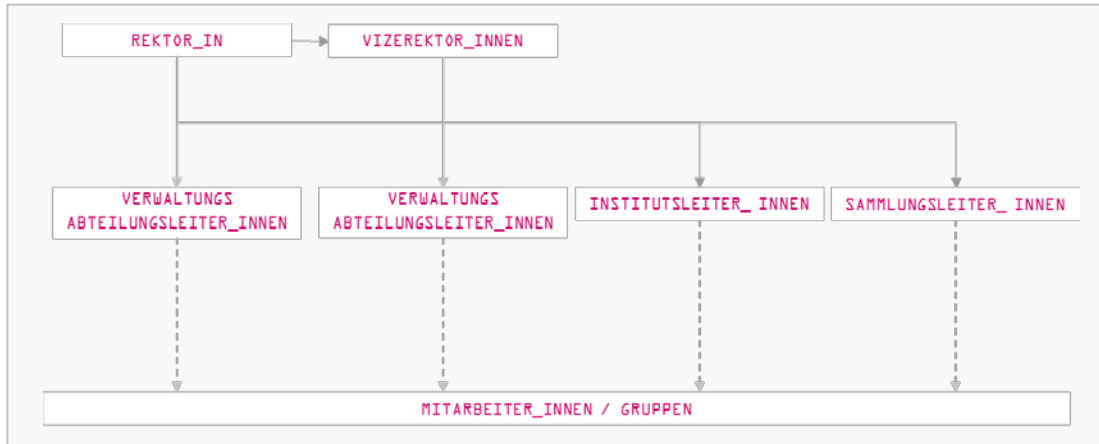 REKTOR_IN
VIZEREKTOR_INNEN
VERWALTUNGS
ABTEILUNGSLEITER_INNEN
VERWALTUNGS
ABTEILUNGSLEITER_INNEN
INSTITUTSLEITER_ INNEN
SAMMLUNGSLEITER_ INNEN
MITARBEITER_INNEN / GRUPPEN